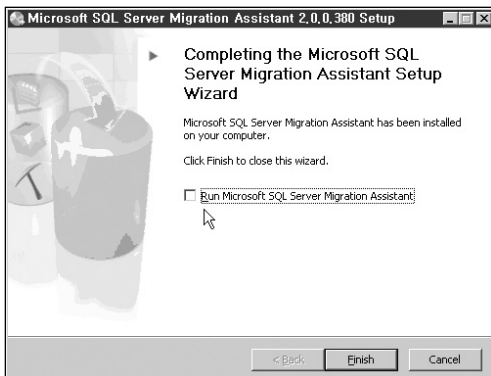 Microsoft SQL Server Migration Assistant 2,0,0,380 Setup
Completing the Microsoft SQL
Server Migration Assistant Setup
Wizard
Microsoft SQL Server Migration Assistant has been installed
on your computer.
Click Finish to close this wizard.
Run Microsoft SQL Server Migration Assistant
< Back
Finish
Cancel